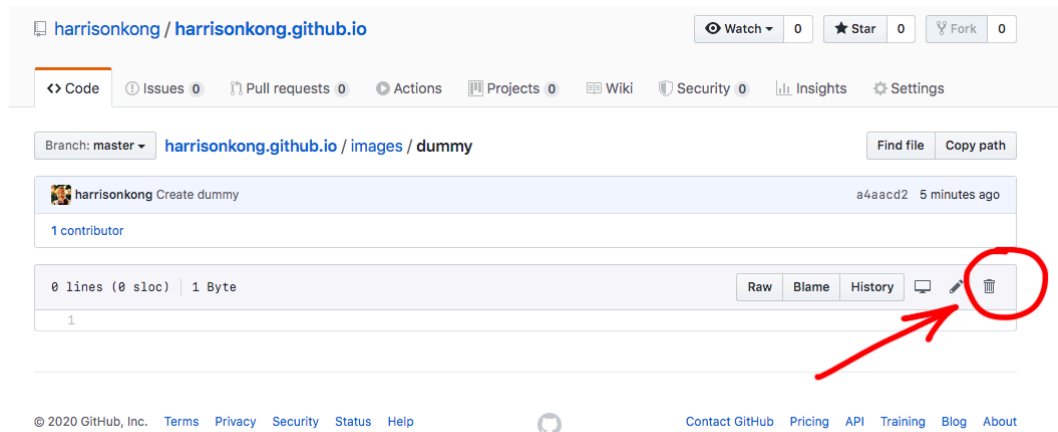 harrisonkong / harrisonkong.github.io Watch 0 Star 0 Fork 0
<> Code Issues 0 Pull requests 0 Actions Projects 0 Wiki Security 0 Insights Settings
Branch: master harrisonkong.github.io / images / dummy Find file Copy path
harrisonkong Create dummy a4aacd2 5 minutes ago
1 contributor
0 lines (0 sloc) 1 Byte Raw Blame History
1
© 2020 GitHub, Inc. Terms Privacy Security Status Help Contact GitHub Pricing API Training Blog About